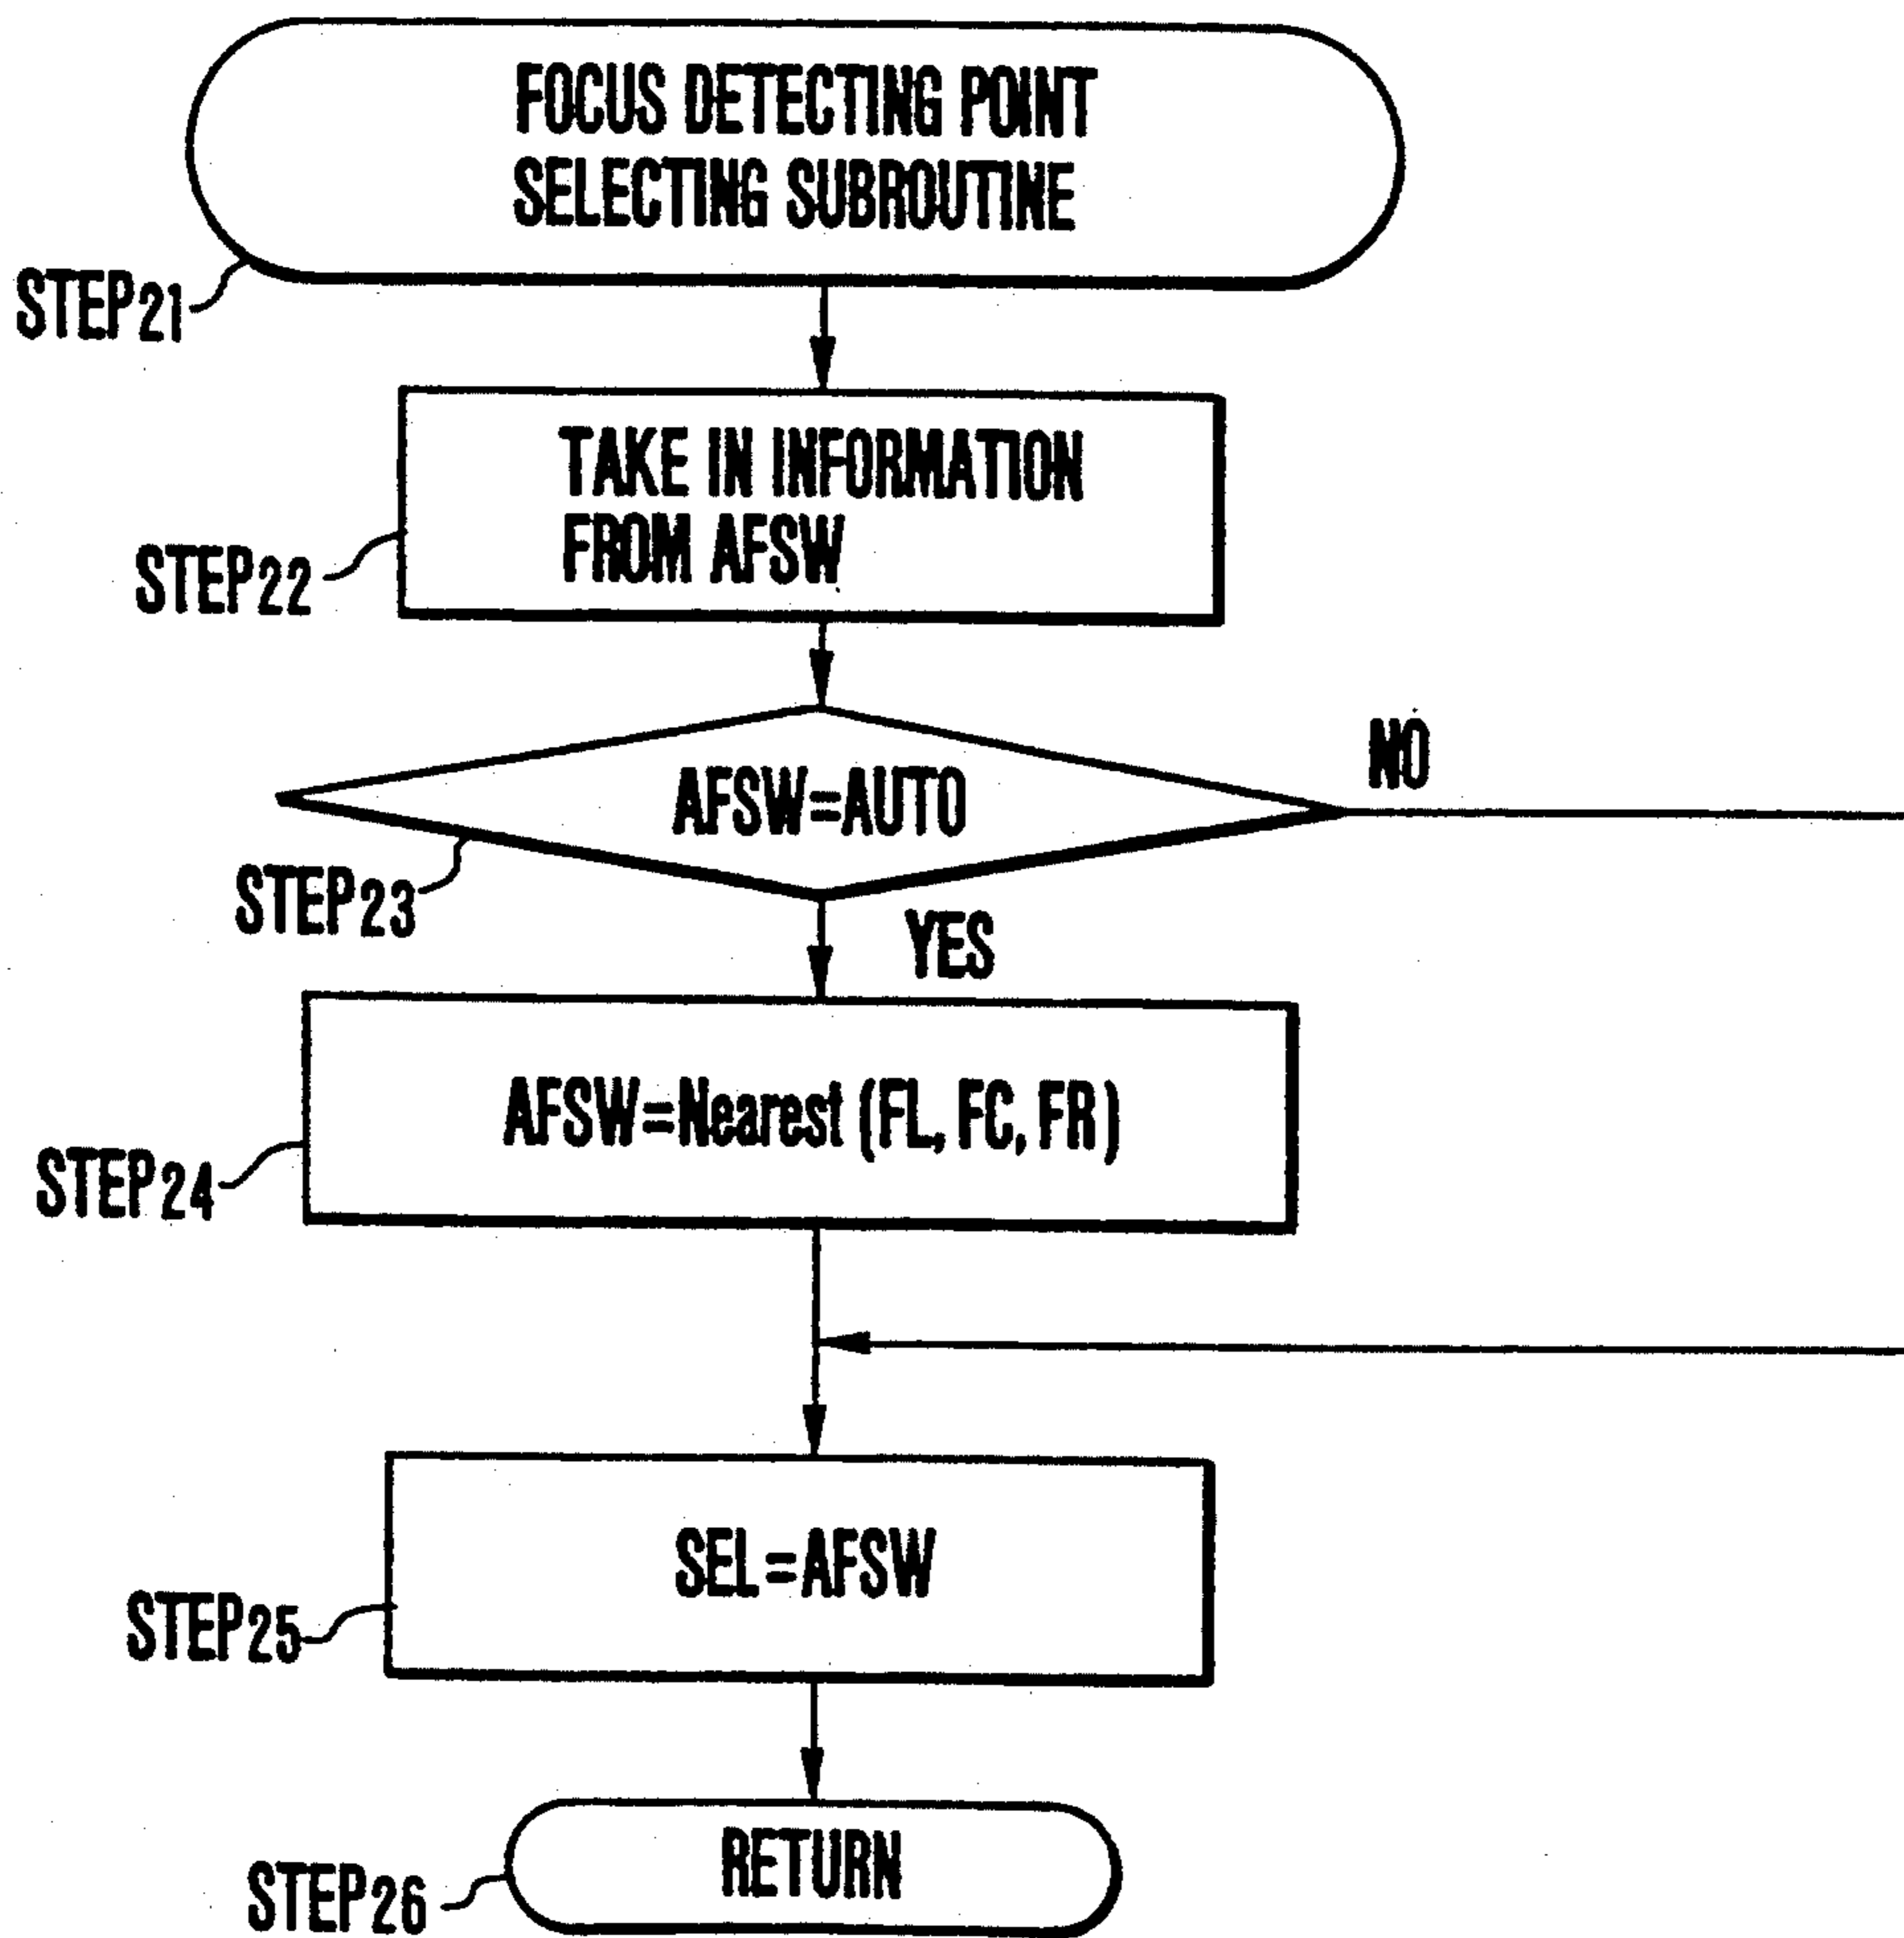 FOCUS DETECTING POINT
SELECTING SUBROUTINE
STEP21
TAKE IN INFORMATION
FROM AFSW
STEP22
AFSW=AUTO
NO
STEP23
YES
AFSW=Nearest (FL, FC, FR)
STEP24
SEL=AFSW
STEP25
RETURN
STEP26